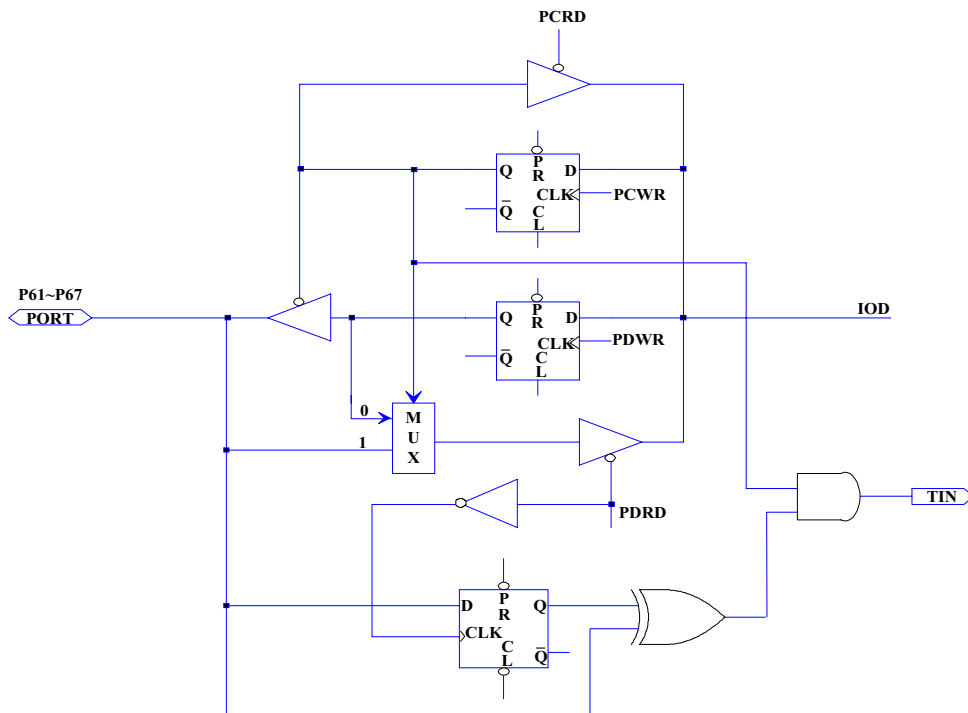 PCRD
Q
P
R
D
CLK
PCWR
Q̅
C
L
P61~P67
PORT
Q
P
R
D
IOD
CLK
PDWR
Q̅
C
L
0
M
U
X
1
PDRD
TIN
D
P
R
Q
CLK
C
L
Q̅